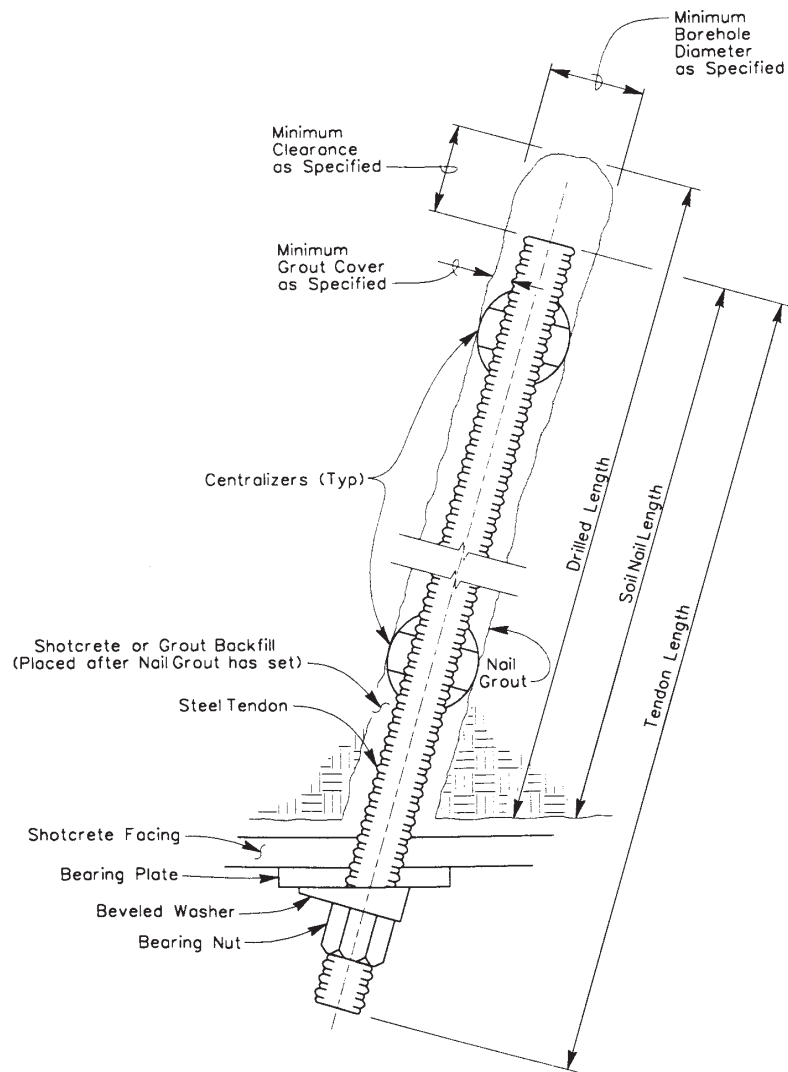 Minimum
Borehole
Diameter
as Specified
Minimum
Clearance
as Specified
Minimum
Grout Cover
as Specified
Centralizers (Typ)
Drilled Length
Soil Nail Length
Tendon Length
Shotcrete or Grout Backfill
(Placed after Nail Grout has set)
Nail
Grout
Steel Tendon
Shotcrete Facing
Bearing Plate
Beveled Washer
Bearing Nut